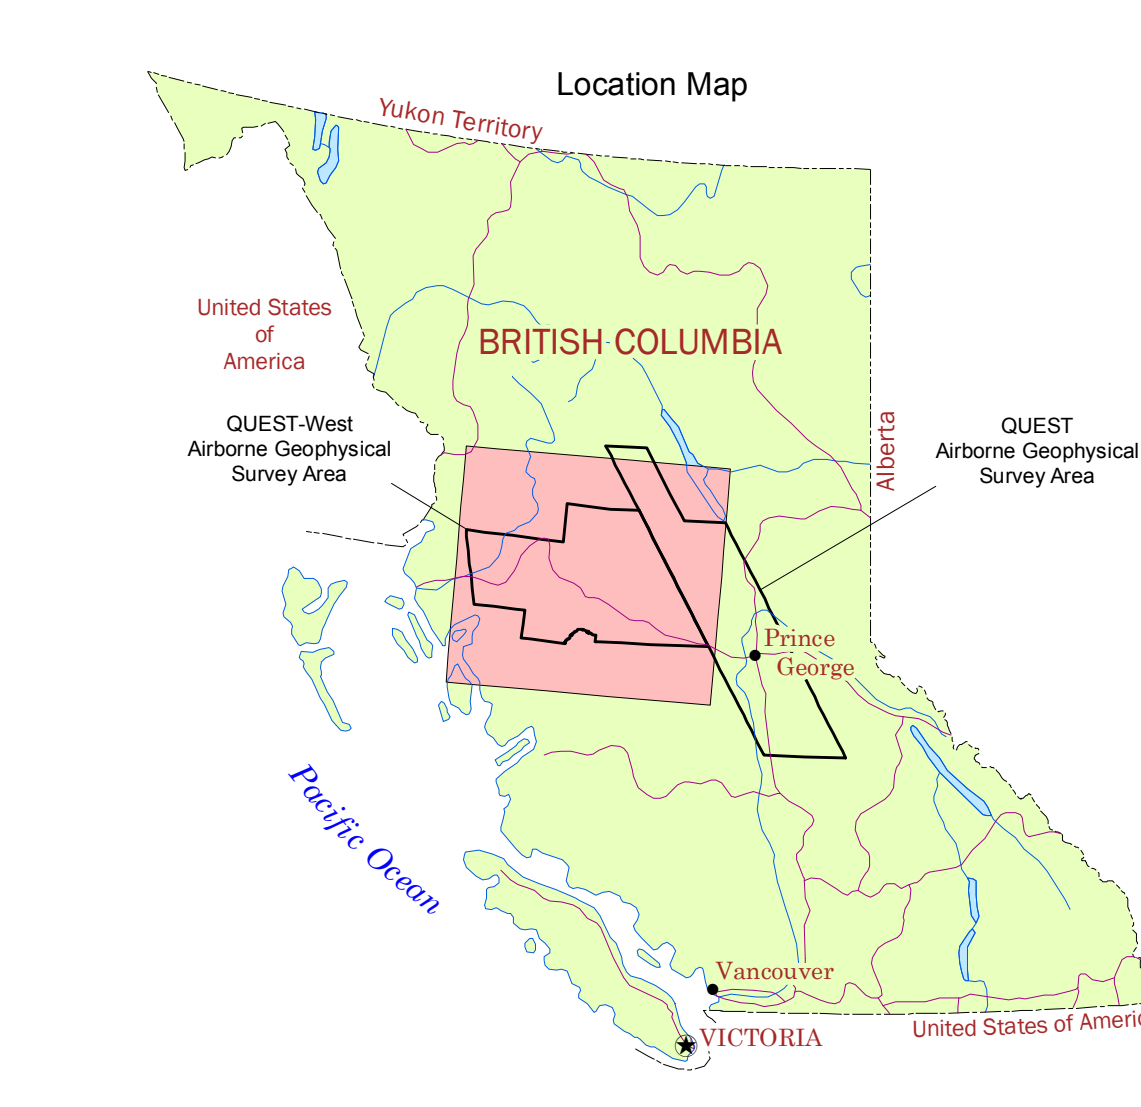 Location Map
Yukon Territory
United States
of
America
BRITISH COLUMBIA
QUEST-West
Airborne Geophysical
Survey Area
Alberta
QUEST
Airborne Geophysical
Survey Area
Prince
George
Pacific Ocean
Vancouver
VICTORIA
United States of Americ